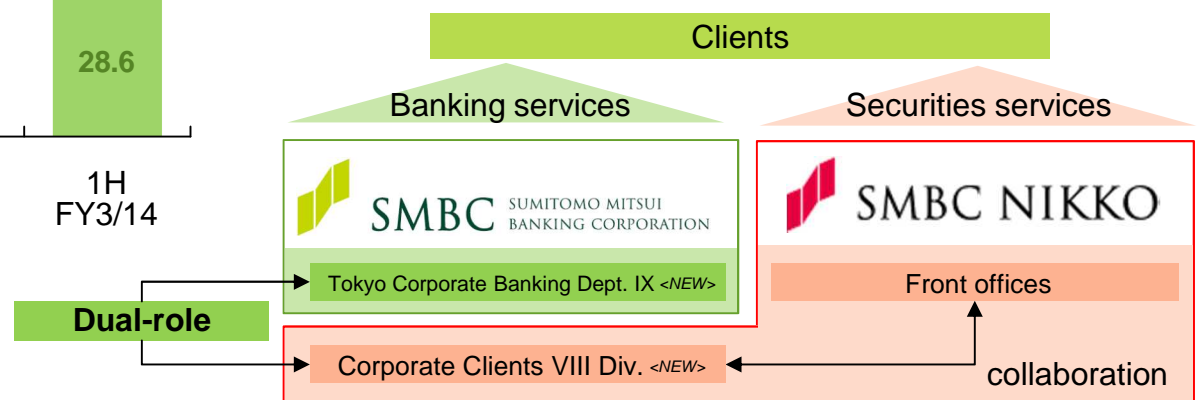 28.6
1H
FY3/14
Clients
Banking services
Securities services
SMBC SUMITOMO MITSUI
BANKING CORPORATION
SMBC NIKKO
Tokyo Corporate Banking Dept. IX <NEW>
Front offices
Dual-role
Corporate Clients VIII Div. <NEW>
collaboration